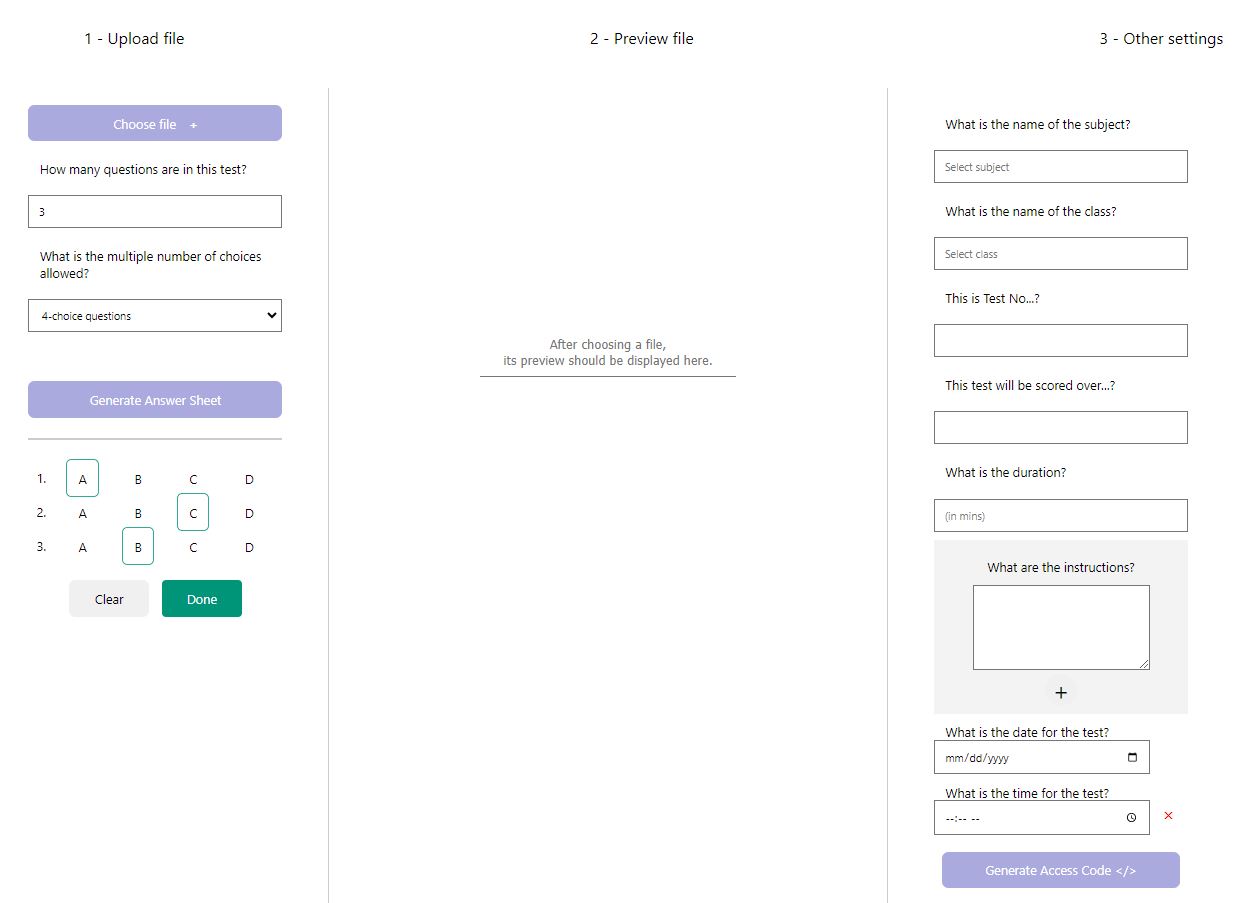 1 - Upload file
2 - Preview file
3 - Other settings
Choose file +
How many questions are in this test?
3
What is the multiple number of choices
allowed?
4-choice questions
Generate Answer Sheet
1. A B C D
2. A B C D
3. A B C D
Clear
Done
After choosing a file,
its preview should be displayed here.
What is the name of the subject?
Select subject
What is the name of the class?
Select class
This is Test No...?
This test will be scored over...?
What is the duration?
(in mins)
What are the instructions?
+
What is the date for the test?
mm/dd/yyyy
What is the time for the test?
--:-- --
×
Generate Access Code </>